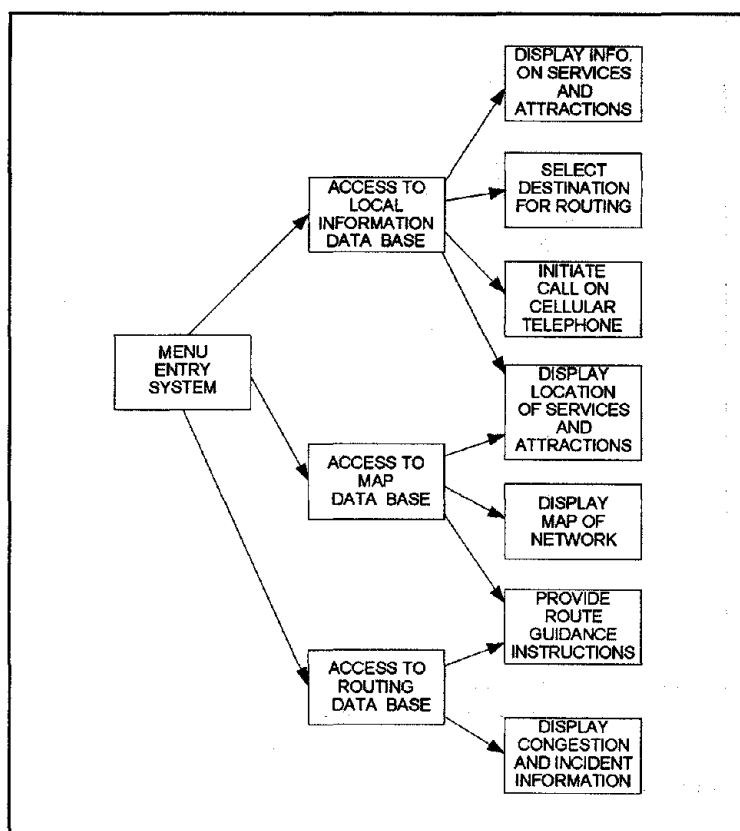 DISPLAY INFO.
ON SERVICES
AND
ATTRACTIONS
SELECT
DESTINATION
FOR ROUTING
ACCESS TO
LOCAL
INFORMATION
DATA BASE
INITIATE
CALL ON
CELLULAR
TELEPHONE
MENU
ENTRY
SYSTEM
DISPLAY
LOCATION
OF SERVICES
AND
ATTRACTIONS
ACCESS TO
MAP
DATA BASE
DISPLAY
MAP OF
NETWORK
PROVIDE
ROUTE
GUIDANCE
INSTRUCTIONS
ACCESS TO
ROUTING
DATA BASE
DISPLAY
CONGESTION
AND INCIDENT
INFORMATION